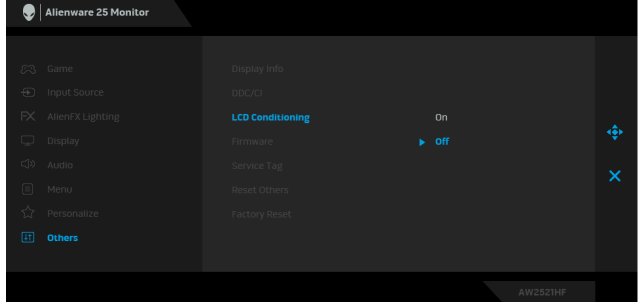 Alienware 25 Monitor
Game
Display Info
Input Source
DDC/CI
FX AlienFX Lighting
LCD Conditioning On
Display
Firmware Off
Audio
Service Tag
Menu
Reset Others
Personalize
Factory Reset
Others
AW2521HF